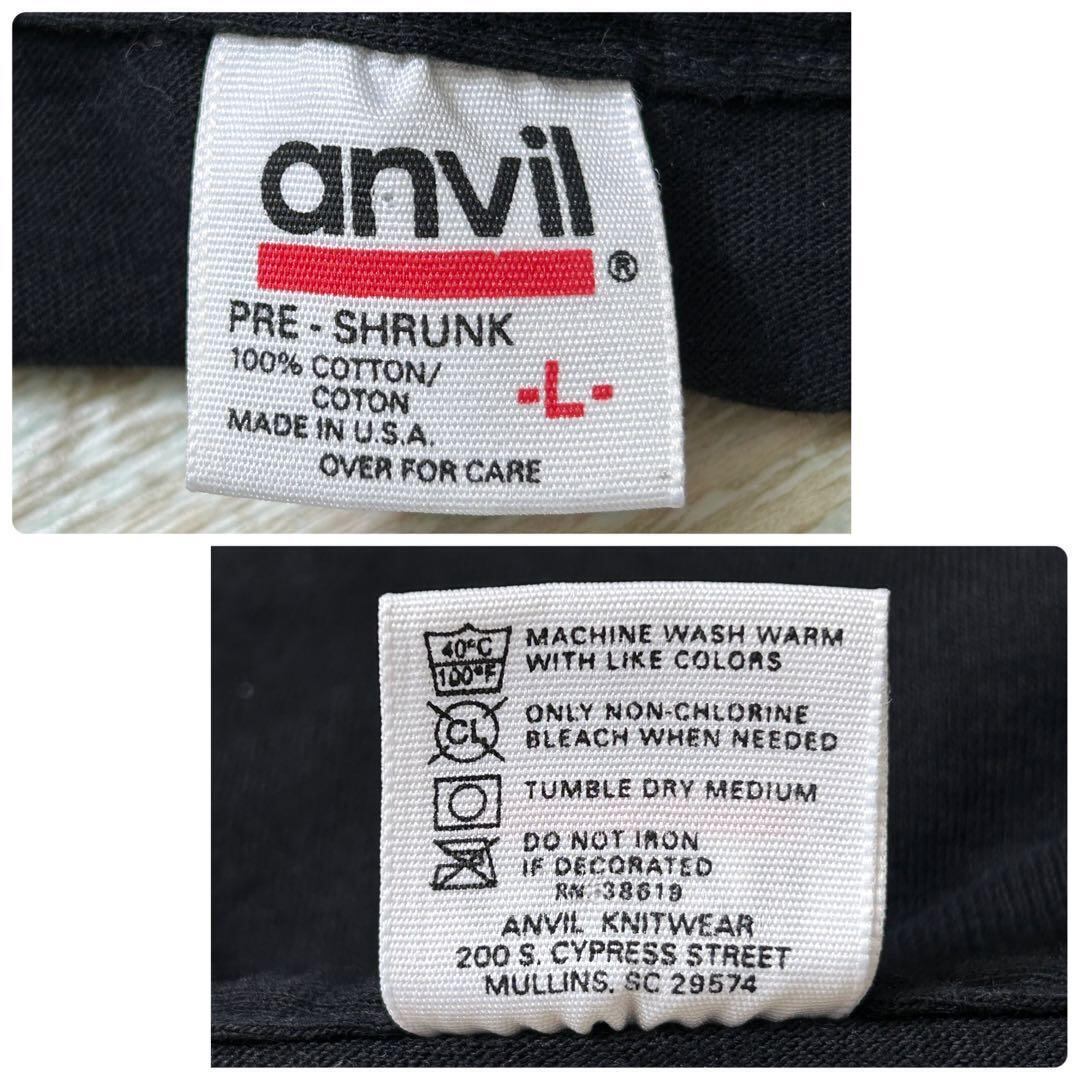 anvil
®
PRE - SHRUNK
100% COTTON/
COTON
-L-
MADE IN U.S.A.
OVER FOR CARE
40°C
100°F
MACHINE WASH WARM
WITH LIKE COLORS
CL
ONLY NON-CHLORINE
BLEACH WHEN NEEDED
TUMBLE DRY MEDIUM
DO NOT IRON
IF DECORATED
RN. 38619
ANVIL KNITWEAR
200 S. CYPRESS STREET
MULLINS, SC 29574